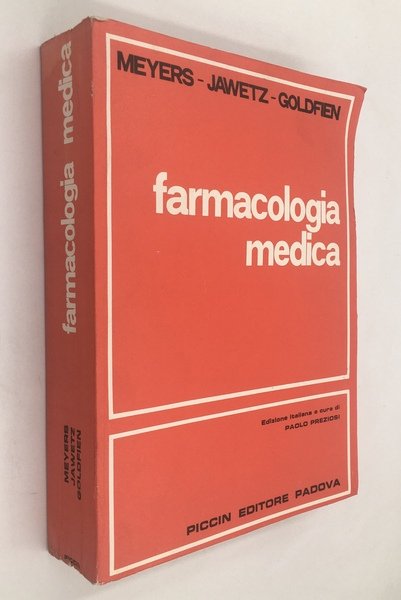 MEYERS - JAWETZ - GOLDFIEN
farmacologia
medica
Edizione italiana a cura di
PAOLO PREZIOSI
PICCIN EDITORE PADOVA
farmacologia medica
MEYERS
JAWETZ
GOLDFIEN